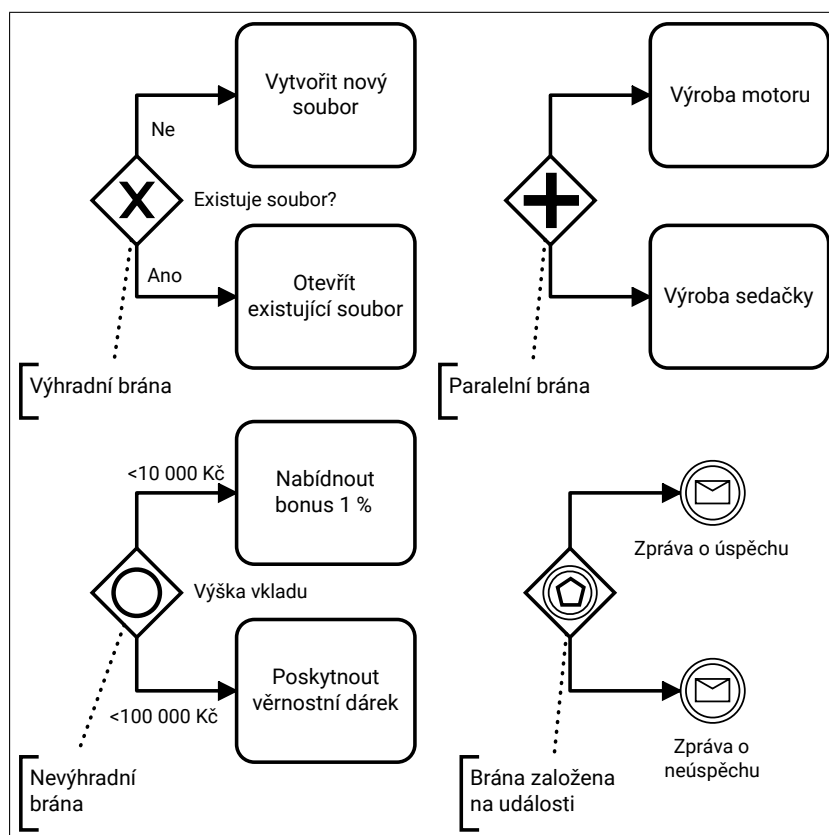 Vytvořit nový
soubor
Ne
X
Existuje soubor?
Ano
Otevřít
existující soubor
Výhradní brána
Výroba motoru
Výroba sedačky
Paralelní brána
<10 000 Kč
Nabídnout
bonus 1 %
Výška vkladu
Poskytnout
věrnostní dárek
<100 000 Kč
Nevýhradní
brána
Zpráva o úspěchu
Zpráva o
neúspěchu
Brána založena
na události